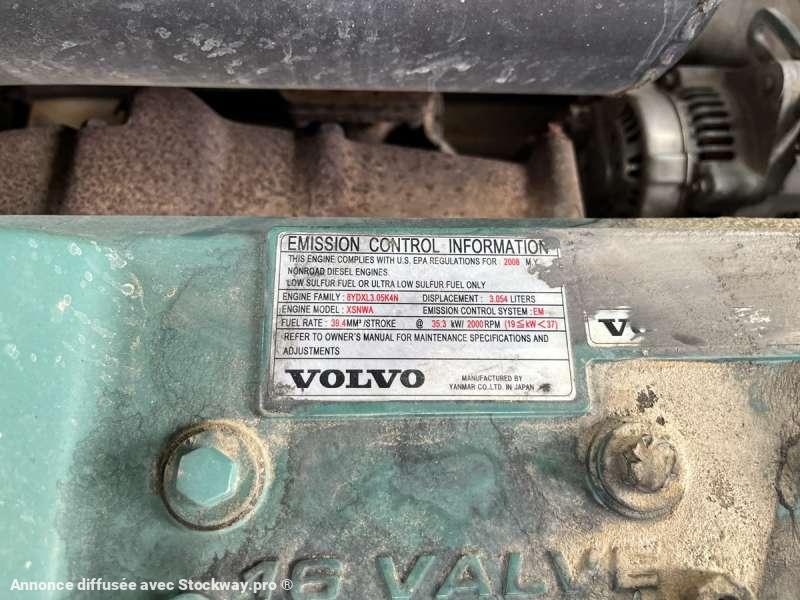 EMISSION CONTROL INFORMATION
THIS ENGINE COMPLIES WITH U.S. EPA REGULATIONS FOR 2008 M.Y.
NONROAD DIESEL ENGINES.
LOW SULFUR FUEL OR ULTRA LOW SULFUR FUEL ONLY
ENGINE FAMILY : 8YDXL3.05K4N DISPLACEMENT : 3.054 LITERS
ENGINE MODEL : XSNWA EMISSION CONTROL SYSTEM : EM
FUEL RATE : 39.4MM³/STROKE @ 35.3 kW/ 2000RPM (19≦kW<37)
REFER TO OWNER'S MANUAL FOR MAINTENANCE SPECIFICATIONS AND
ADJUSTMENTS
VOLVO MANUFACTURED BY
YANMAR CO.,LTD. IN JAPAN
16 VALVE
Annonce diffusée avec Stockway.pro ®